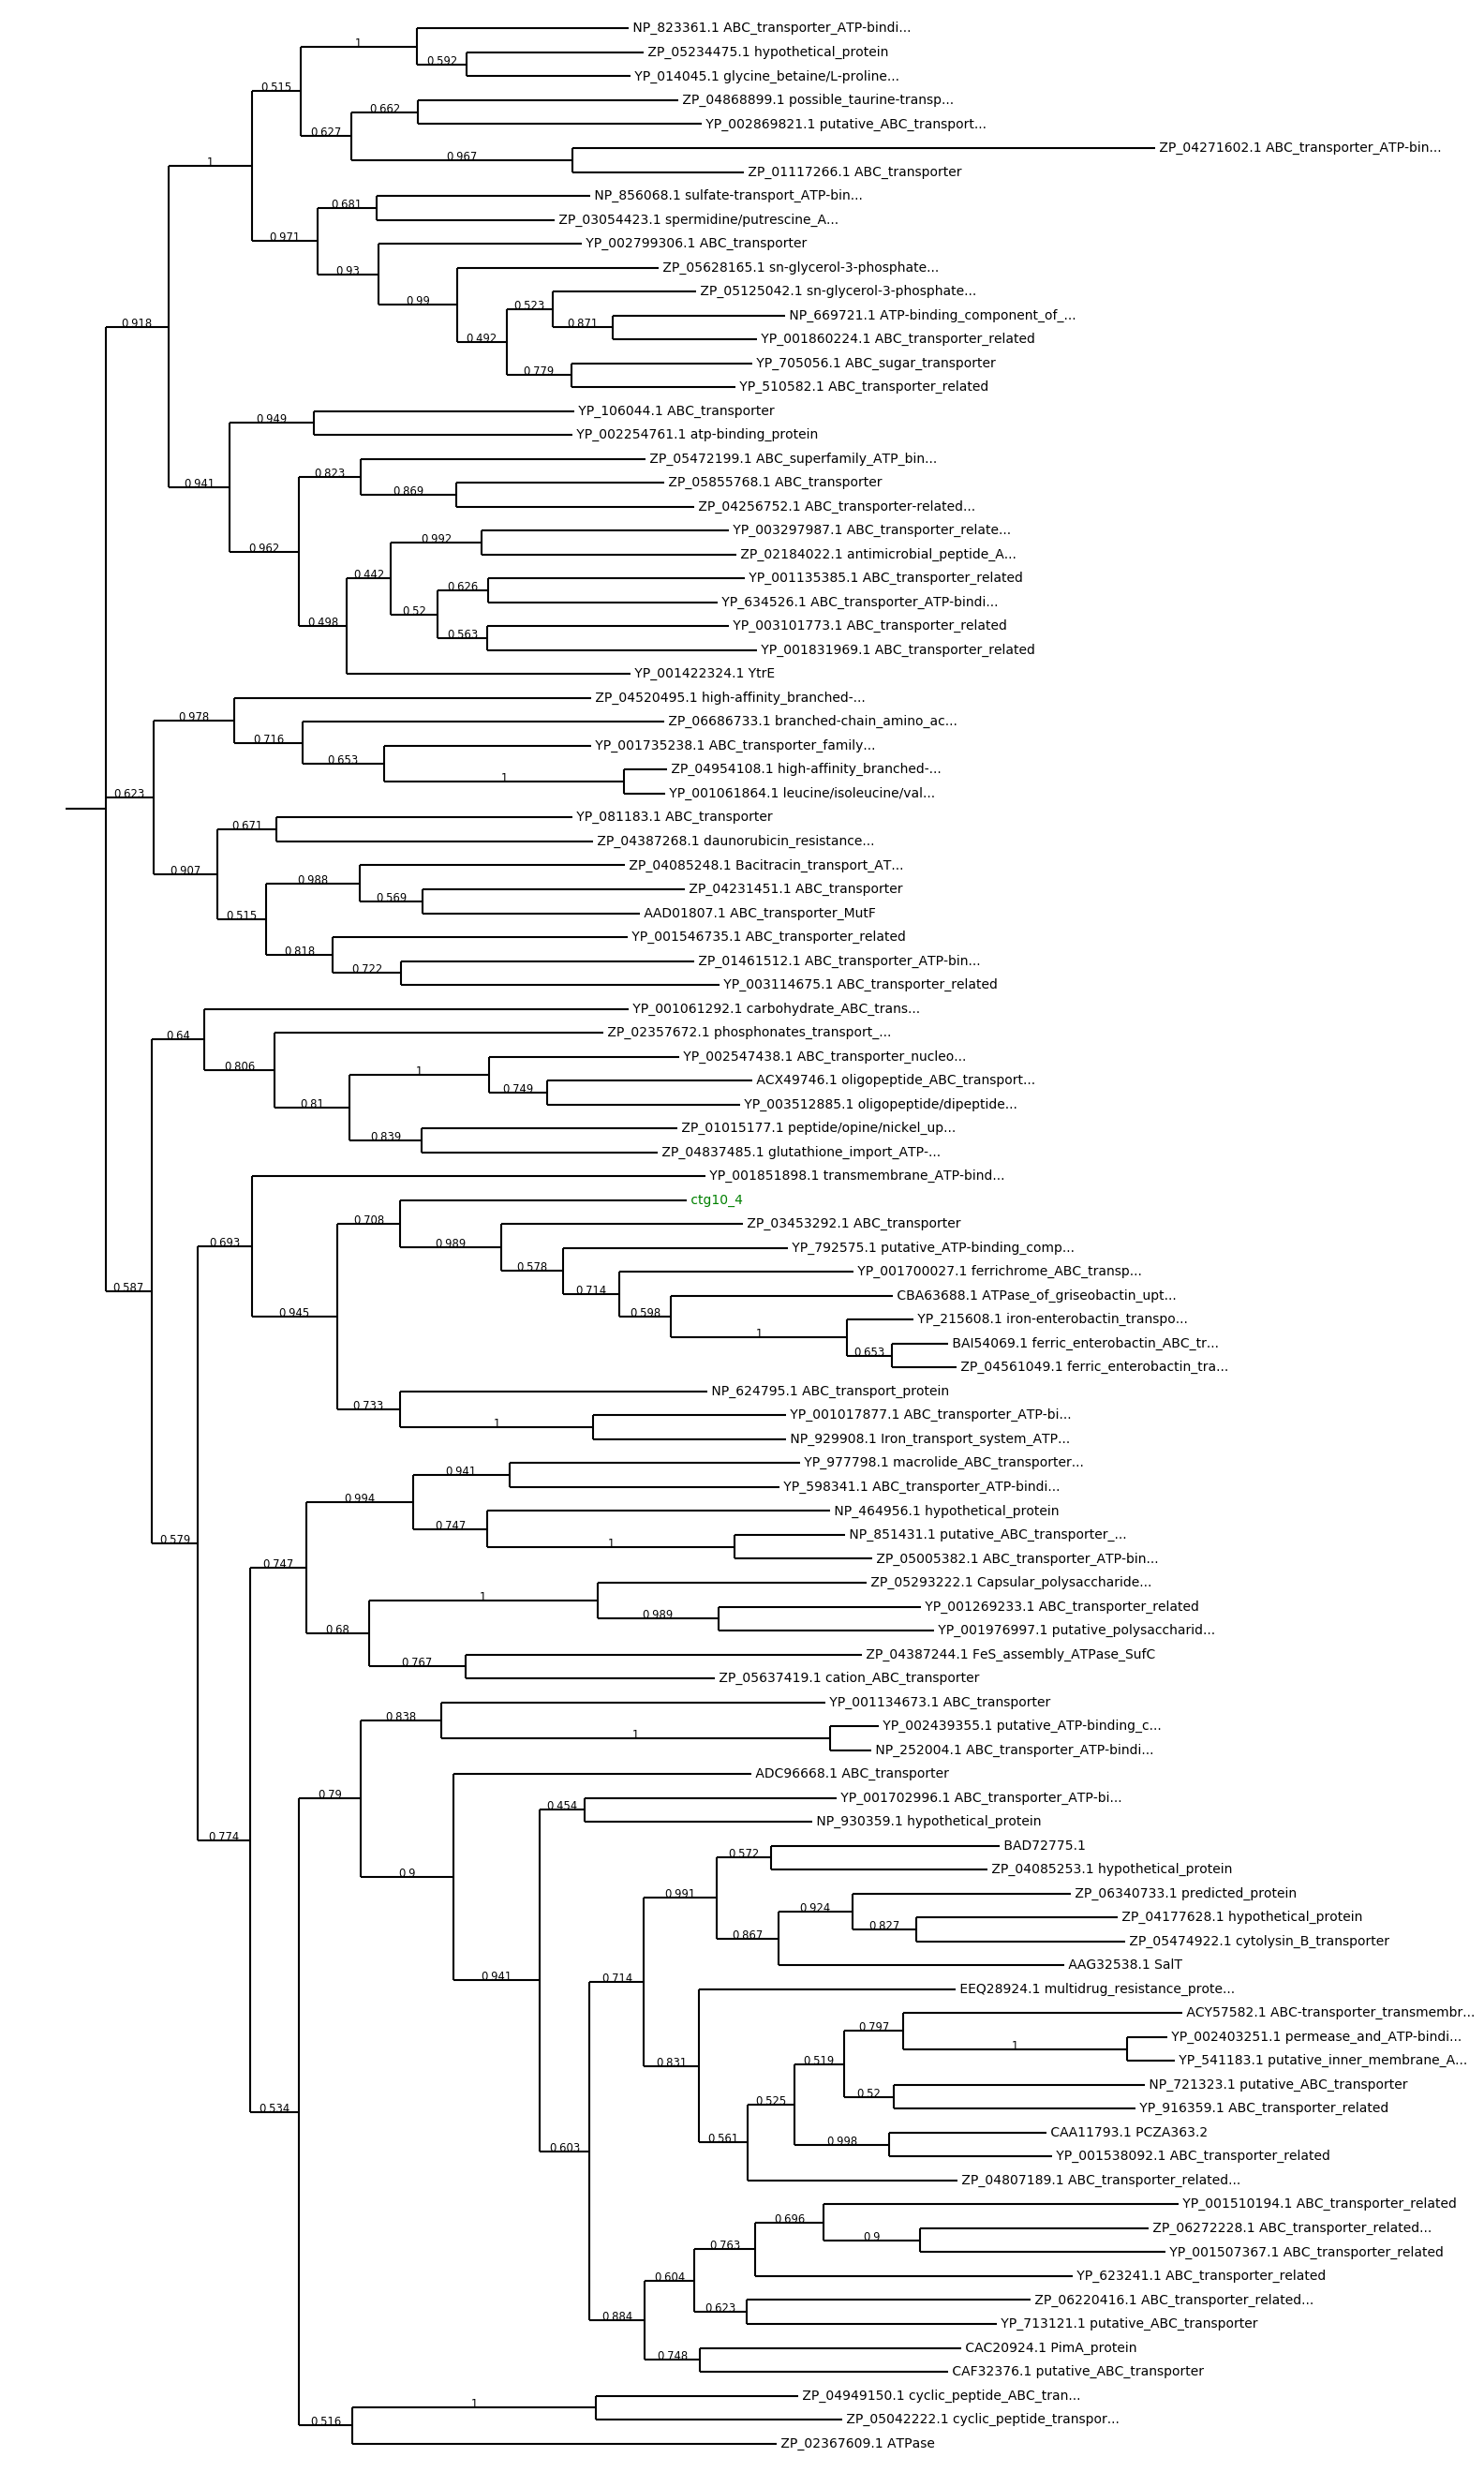 NP_823361.1 ABC_transporter_ATP-bindi...
1
ZP_05234475.1 hypothetical_protein
0.592
YP_014045.1 glycine_betaine/L-proline...
0.515
ZP_04868899.1 possible_taurine-transp...
0.662
YP_002869821.1 putative_ABC_transport...
0.627
ZP_04271602.1 ABC_transporter_ATP-bin...
0.967
1
ZP_01117266.1 ABC_transporter
NP_856068.1 sulfate-transport_ATP-bin...
0.681
ZP_03054423.1 spermidine/putrescine_A...
0.971
YP_002799306.1 ABC_transporter
0.93
ZP_05628165.1 sn-glycerol-3-phosphate...
0.99
ZP_05125042.1 sn-glycerol-3-phosphate...
0.523
NP_669721.1 ATP-binding_component_of_...
0.871
0.918
0.492
YP_001860224.1 ABC_transporter_related
YP_705056.1 ABC_sugar_transporter
0.779
YP_510582.1 ABC_transporter_related
YP_106044.1 ABC_transporter
0.949
YP_002254761.1 atp-binding_protein
ZP_05472199.1 ABC_superfamily_ATP_bin...
0.823
0.941
ZP_05855768.1 ABC_transporter
0.869
ZP_04256752.1 ABC_transporter-related...
YP_003297987.1 ABC_transporter_relate...
0.992
0.962
ZP_02184022.1 antimicrobial_peptide_A...
0.442
YP_001135385.1 ABC_transporter_related
0.626
YP_634526.1 ABC_transporter_ATP-bindi...
0.52
0.498
YP_003101773.1 ABC_transporter_related
0.563
YP_001831969.1 ABC_transporter_related
YP_001422324.1 YtrE
ZP_04520495.1 high-affinity_branched-...
0.978
ZP_06686733.1 branched-chain_amino_ac...
0.716
YP_001735238.1 ABC_transporter_family...
0.653
ZP_04954108.1 high-affinity_branched-...
1
0.623
YP_001061864.1 leucine/isoleucine/val...
YP_081183.1 ABC_transporter
0.671
ZP_04387268.1 daunorubicin_resistance...
0.907
ZP_04085248.1 Bacitracin_transport_AT...
0.988
ZP_04231451.1 ABC_transporter
0.569
0.515
AAD01807.1 ABC_transporter_MutF
YP_001546735.1 ABC_transporter_related
0.818
ZP_01461512.1 ABC_transporter_ATP-bin...
0.722
YP_003114675.1 ABC_transporter_related
YP_001061292.1 carbohydrate_ABC_trans...
0.64
ZP_02357672.1 phosphonates_transport_...
0.806
YP_002547438.1 ABC_transporter_nucleo...
1
ACX49746.1 oligopeptide_ABC_transport...
0.749
0.81
YP_003512885.1 oligopeptide/dipeptide...
ZP_01015177.1 peptide/opine/nickel_up...
0.839
ZP_04837485.1 glutathione_import_ATP-...
YP_001851898.1 transmembrane_ATP-bind...
ctg10_4
0.708
ZP_03453292.1 ABC_transporter
0.693
0.989
YP_792575.1 putative_ATP-binding_comp...
0.578
YP_001700027.1 ferrichrome_ABC_transp...
0.587
0.714
CBA63688.1 ATPase_of_griseobactin_upt...
0.945
0.598
YP_215608.1 iron-enterobactin_transpo...
1
BAI54069.1 ferric_enterobactin_ABC_tr...
0.653
ZP_04561049.1 ferric_enterobactin_tra...
NP_624795.1 ABC_transport_protein
0.733
YP_001017877.1 ABC_transporter_ATP-bi...
1
NP_929908.1 Iron_transport_system_ATP...
YP_977798.1 macrolide_ABC_transporter...
0.941
YP_598341.1 ABC_transporter_ATP-bindi...
0.994
NP_464956.1 hypothetical_protein
0.747
0.579
NP_851431.1 putative_ABC_transporter_...
1
ZP_05005382.1 ABC_transporter_ATP-bin...
0.747
ZP_05293222.1 Capsular_polysaccharide...
1
YP_001269233.1 ABC_transporter_related
0.989
0.68
YP_001976997.1 putative_polysaccharid...
ZP_04387244.1 FeS_assembly_ATPase_SufC
0.767
ZP_05637419.1 cation_ABC_transporter
YP_001134673.1 ABC_transporter
0.838
YP_002439355.1 putative_ATP-binding_c...
1
NP_252004.1 ABC_transporter_ATP-bindi...
ADC96668.1 ABC_transporter
0.79
YP_001702996.1 ABC_transporter_ATP-bi...
0.454
NP_930359.1 hypothetical_protein
0.774
BAD72775.1
0.572
ZP_04085253.1 hypothetical_protein
0.9
0.991
ZP_06340733.1 predicted_protein
0.924
ZP_04177628.1 hypothetical_protein
0.827
0.867
ZP_05474922.1 cytolysin_B_transporter
AAG32538.1 SalT
0.941
0.714
EEQ28924.1 multidrug_resistance_prote...
ACY57582.1 ABC-transporter_transmembr...
0.797
YP_002403251.1 permease_and_ATP-bindi...
1
0.831
0.519
YP_541183.1 putative_inner_membrane_A...
NP_721323.1 putative_ABC_transporter
0.52
0.525
0.534
YP_916359.1 ABC_transporter_related
CAA11793.1 PCZA363.2
0.561
0.998
0.603
YP_001538092.1 ABC_transporter_related
ZP_04807189.1 ABC_transporter_related...
YP_001510194.1 ABC_transporter_related
0.696
ZP_06272228.1 ABC_transporter_related...
0.9
0.763
YP_001507367.1 ABC_transporter_related
YP_623241.1 ABC_transporter_related
0.604
ZP_06220416.1 ABC_transporter_related...
0.623
0.884
YP_713121.1 putative_ABC_transporter
CAC20924.1 PimA_protein
0.748
CAF32376.1 putative_ABC_transporter
ZP_04949150.1 cyclic_peptide_ABC_tran...
1
ZP_05042222.1 cyclic_peptide_transpor...
0.516
ZP_02367609.1 ATPase